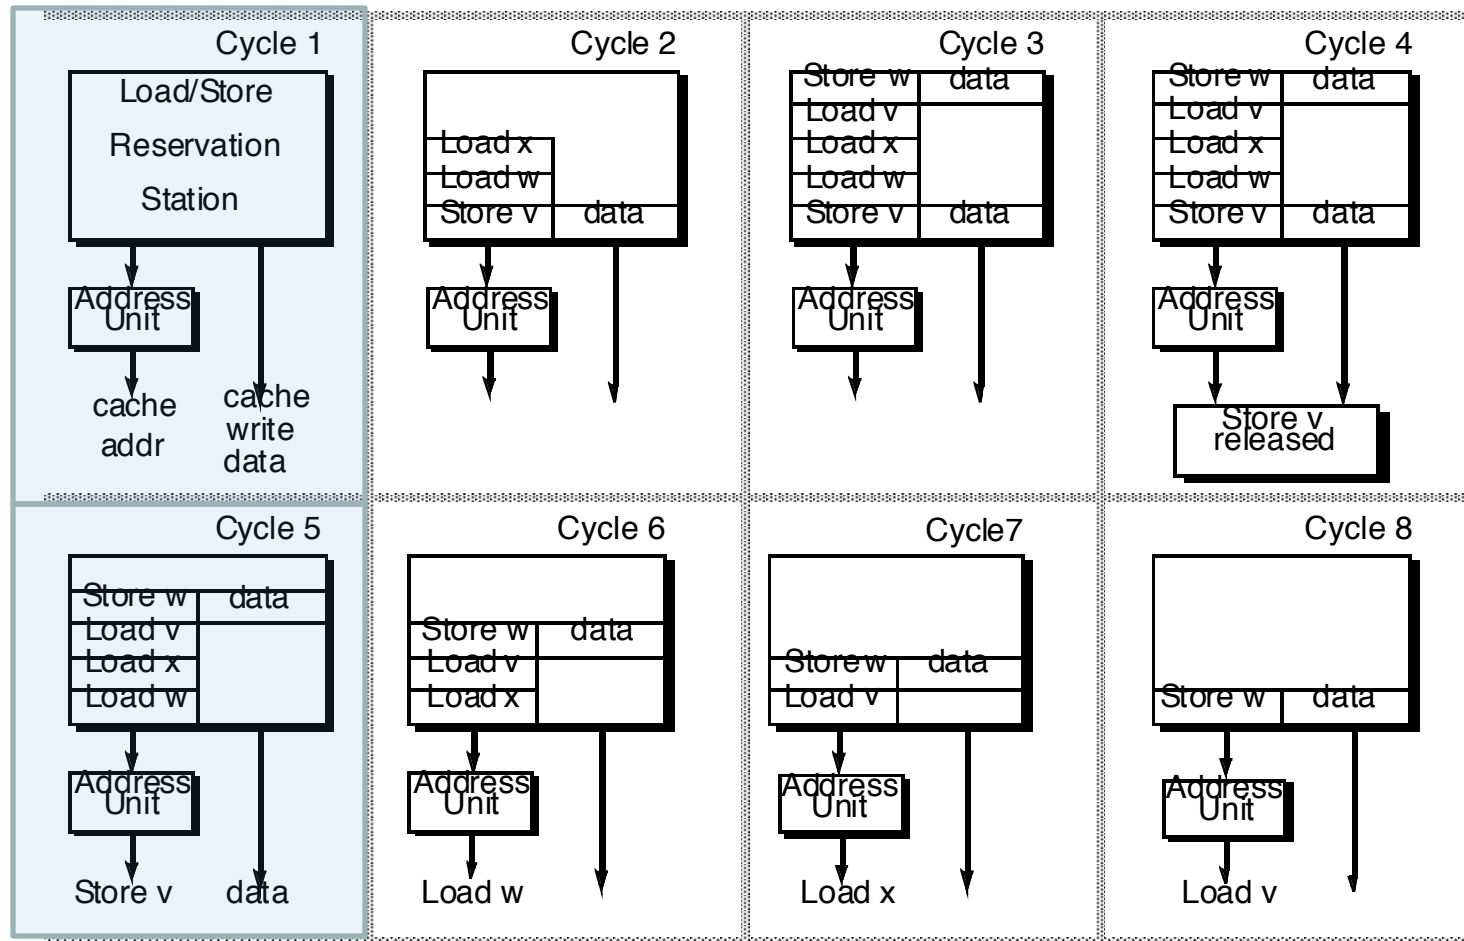 Cycle 1
Load/Store
Reservation
Station
Address
Unit
cache
addr
cache
write
data
Cycle 2
Load x
Load w
Store v data
Address
Unit
Cycle 3
Store w data
Load v
Load x
Load w
Store v data
Address
Unit
Cycle 4
Store w data
Load v
Load x
Load w
Store v data
Address
Unit
Store v
released
Cycle 5
Store w data
Load v
Load x
Load w
Address
Unit
Store v data
Cycle 6
Store w data
Load v
Load x
Address
Unit
Load w
Cycle7
Store w data
Load v
Address
Unit
Load x
Cycle 8
Store w data
Address
Unit
Load v